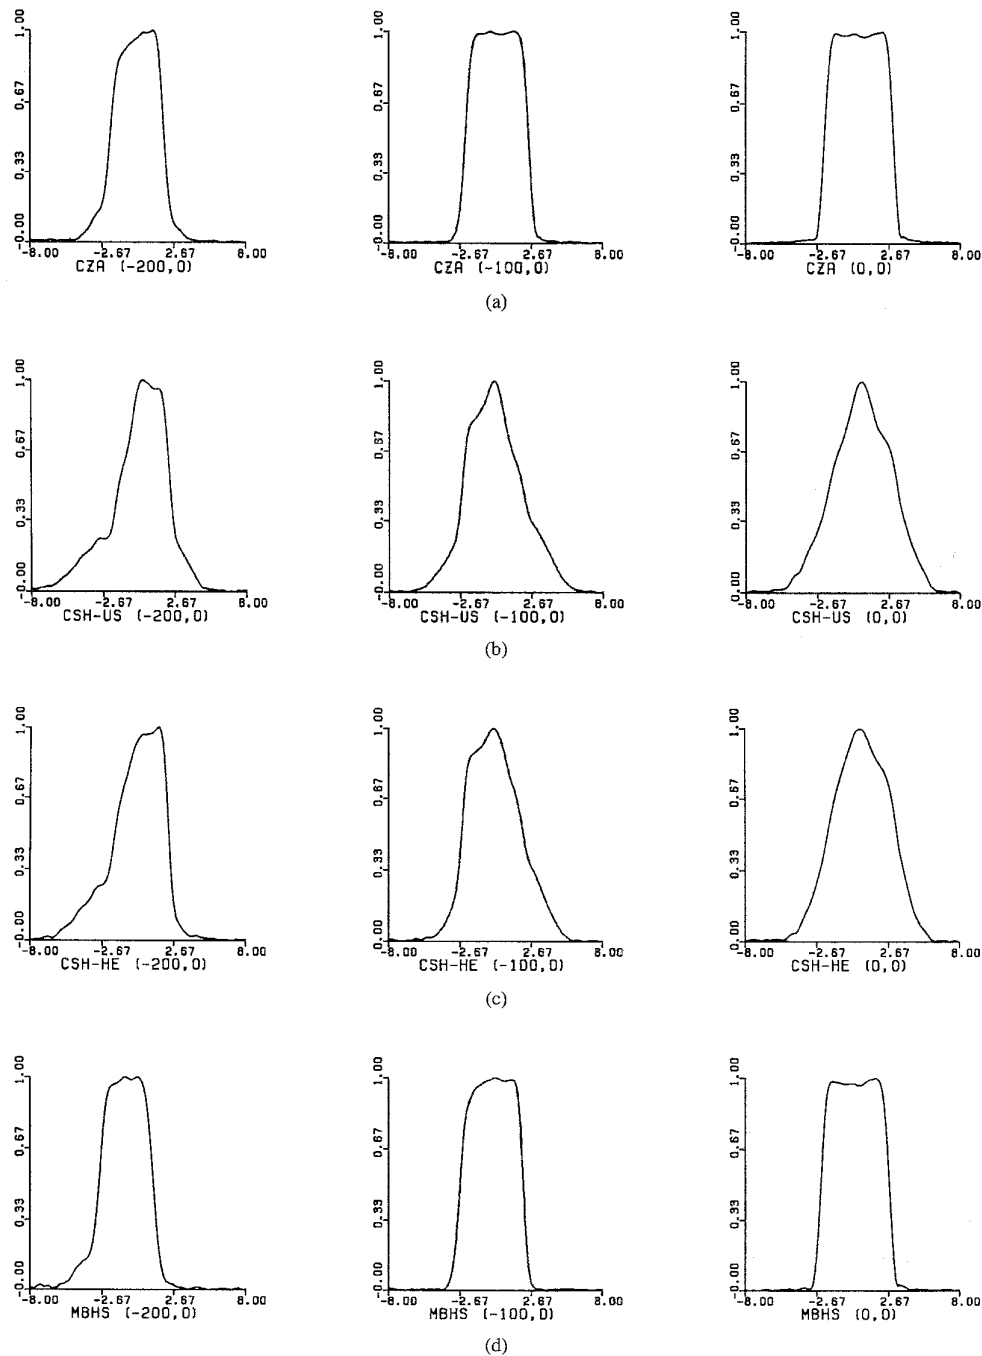 1.00 0.67 0.33 -0.00
-8.00 -2.67 2.67 8.00
CZA (-200,0)
1.00 0.67 0.33 -0.00
-8.00 -2.67 2.67 8.00
CZA (-100,0)
1.00 0.67 0.33 -0.00
-8.00 -2.67 2.67 8.00
CZA (0,0)
(a)
1.00 0.67 0.33 -0.00
-8.00 -2.67 2.67 8.00
CSH-US (-200,0)
1.00 0.67 0.33 -0.00
-8.00 -2.67 2.67 8.00
CSH-US (-100,0)
1.00 0.67 0.33 0.00
-8.00 -2.67 2.67 8.00
CSH-US (0,0)
(b)
1.00 0.67 0.33 -0.00
-8.00 -2.67 2.67 8.00
CSH-HE (-200,0)
1.00 0.67 0.33 -0.00
-8.00 -2.67 2.67 8.00
CSH-HE (-100,0)
1.00 0.67 0.33 -0.00
-8.00 -2.67 2.67 8.00
CSH-HE (0,0)
(c)
1.00 0.67 0.33 -0.00
-8.00 -2.67 2.67 8.00
MBHS (-200,0)
1.00 0.67 0.33 -0.00
-8.00 -2.67 2.67 8.00
MBHS (-100,0)
1.00 0.67 0.33 -0.00
-8.00 -2.67 2.67 8.00
MBHS (0,0)
(d)